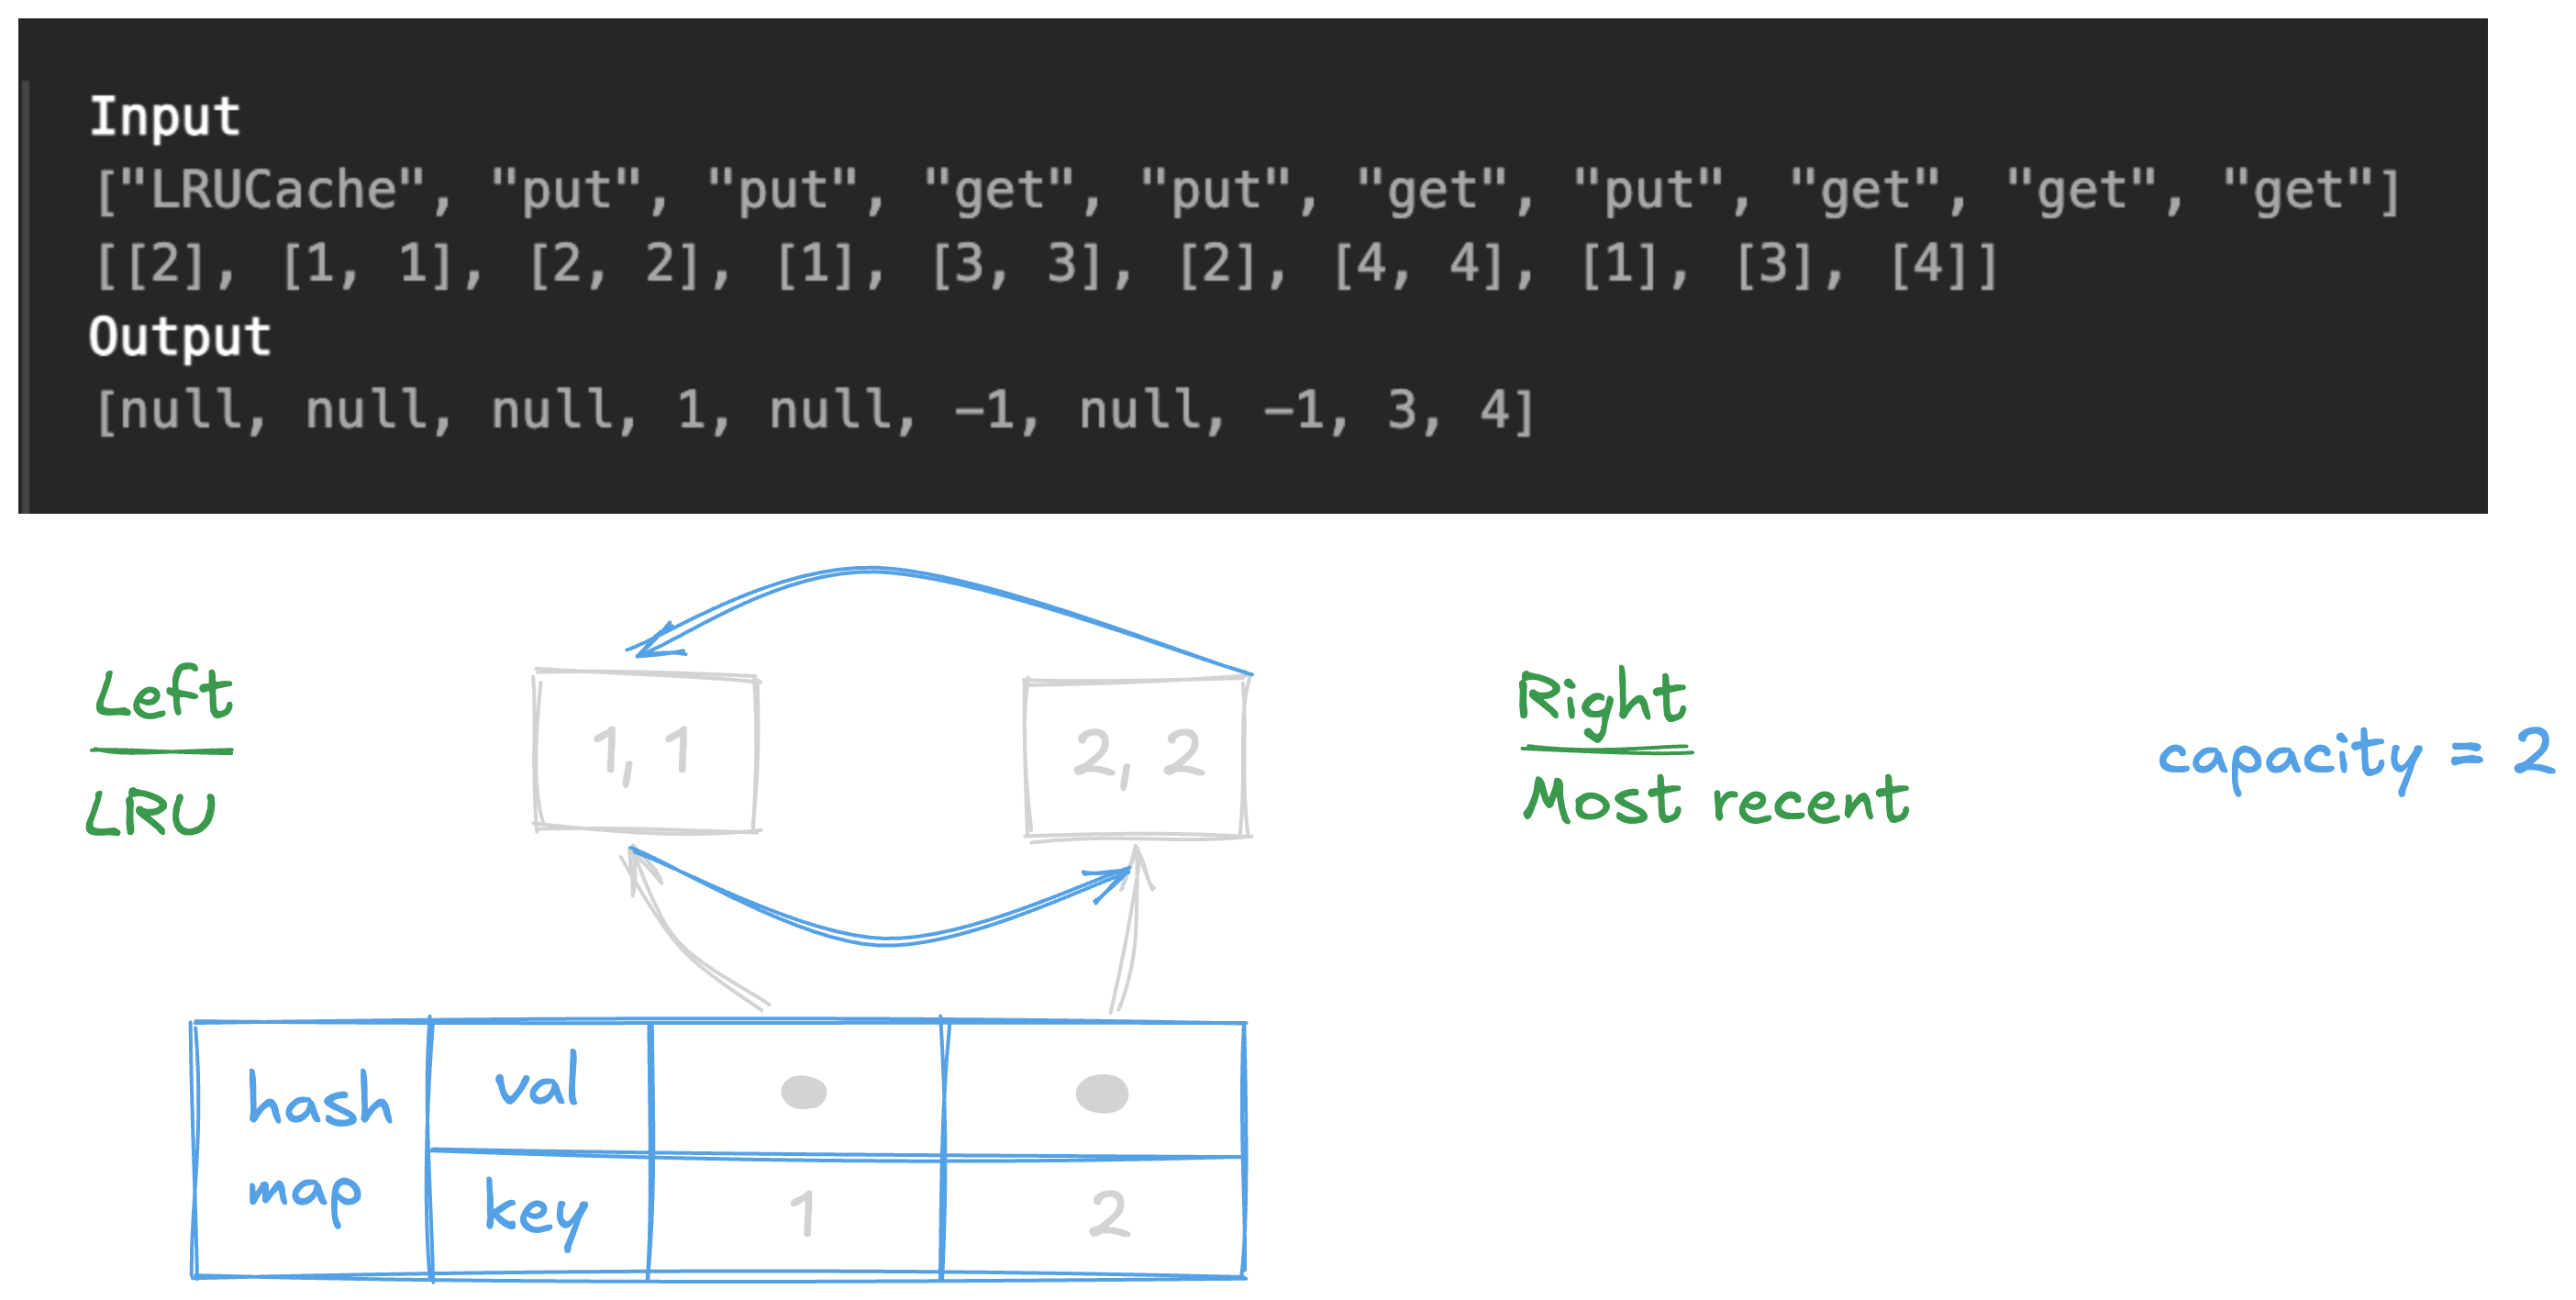 Input
["LRUCache", "put", "put", "get", "put", "get", "put", "get", "get", "get"]
[[2], [1, 1], [2, 2], [1], [3, 3], [2], [4, 4], [1], [3], [4]]
Output
[null, null, null, 1, null, −1, null, −1, 3, 4]
Left
LRU
1, 1
2, 2
Right
Most recent
capacity = 2
hash
map
val
key
1
2